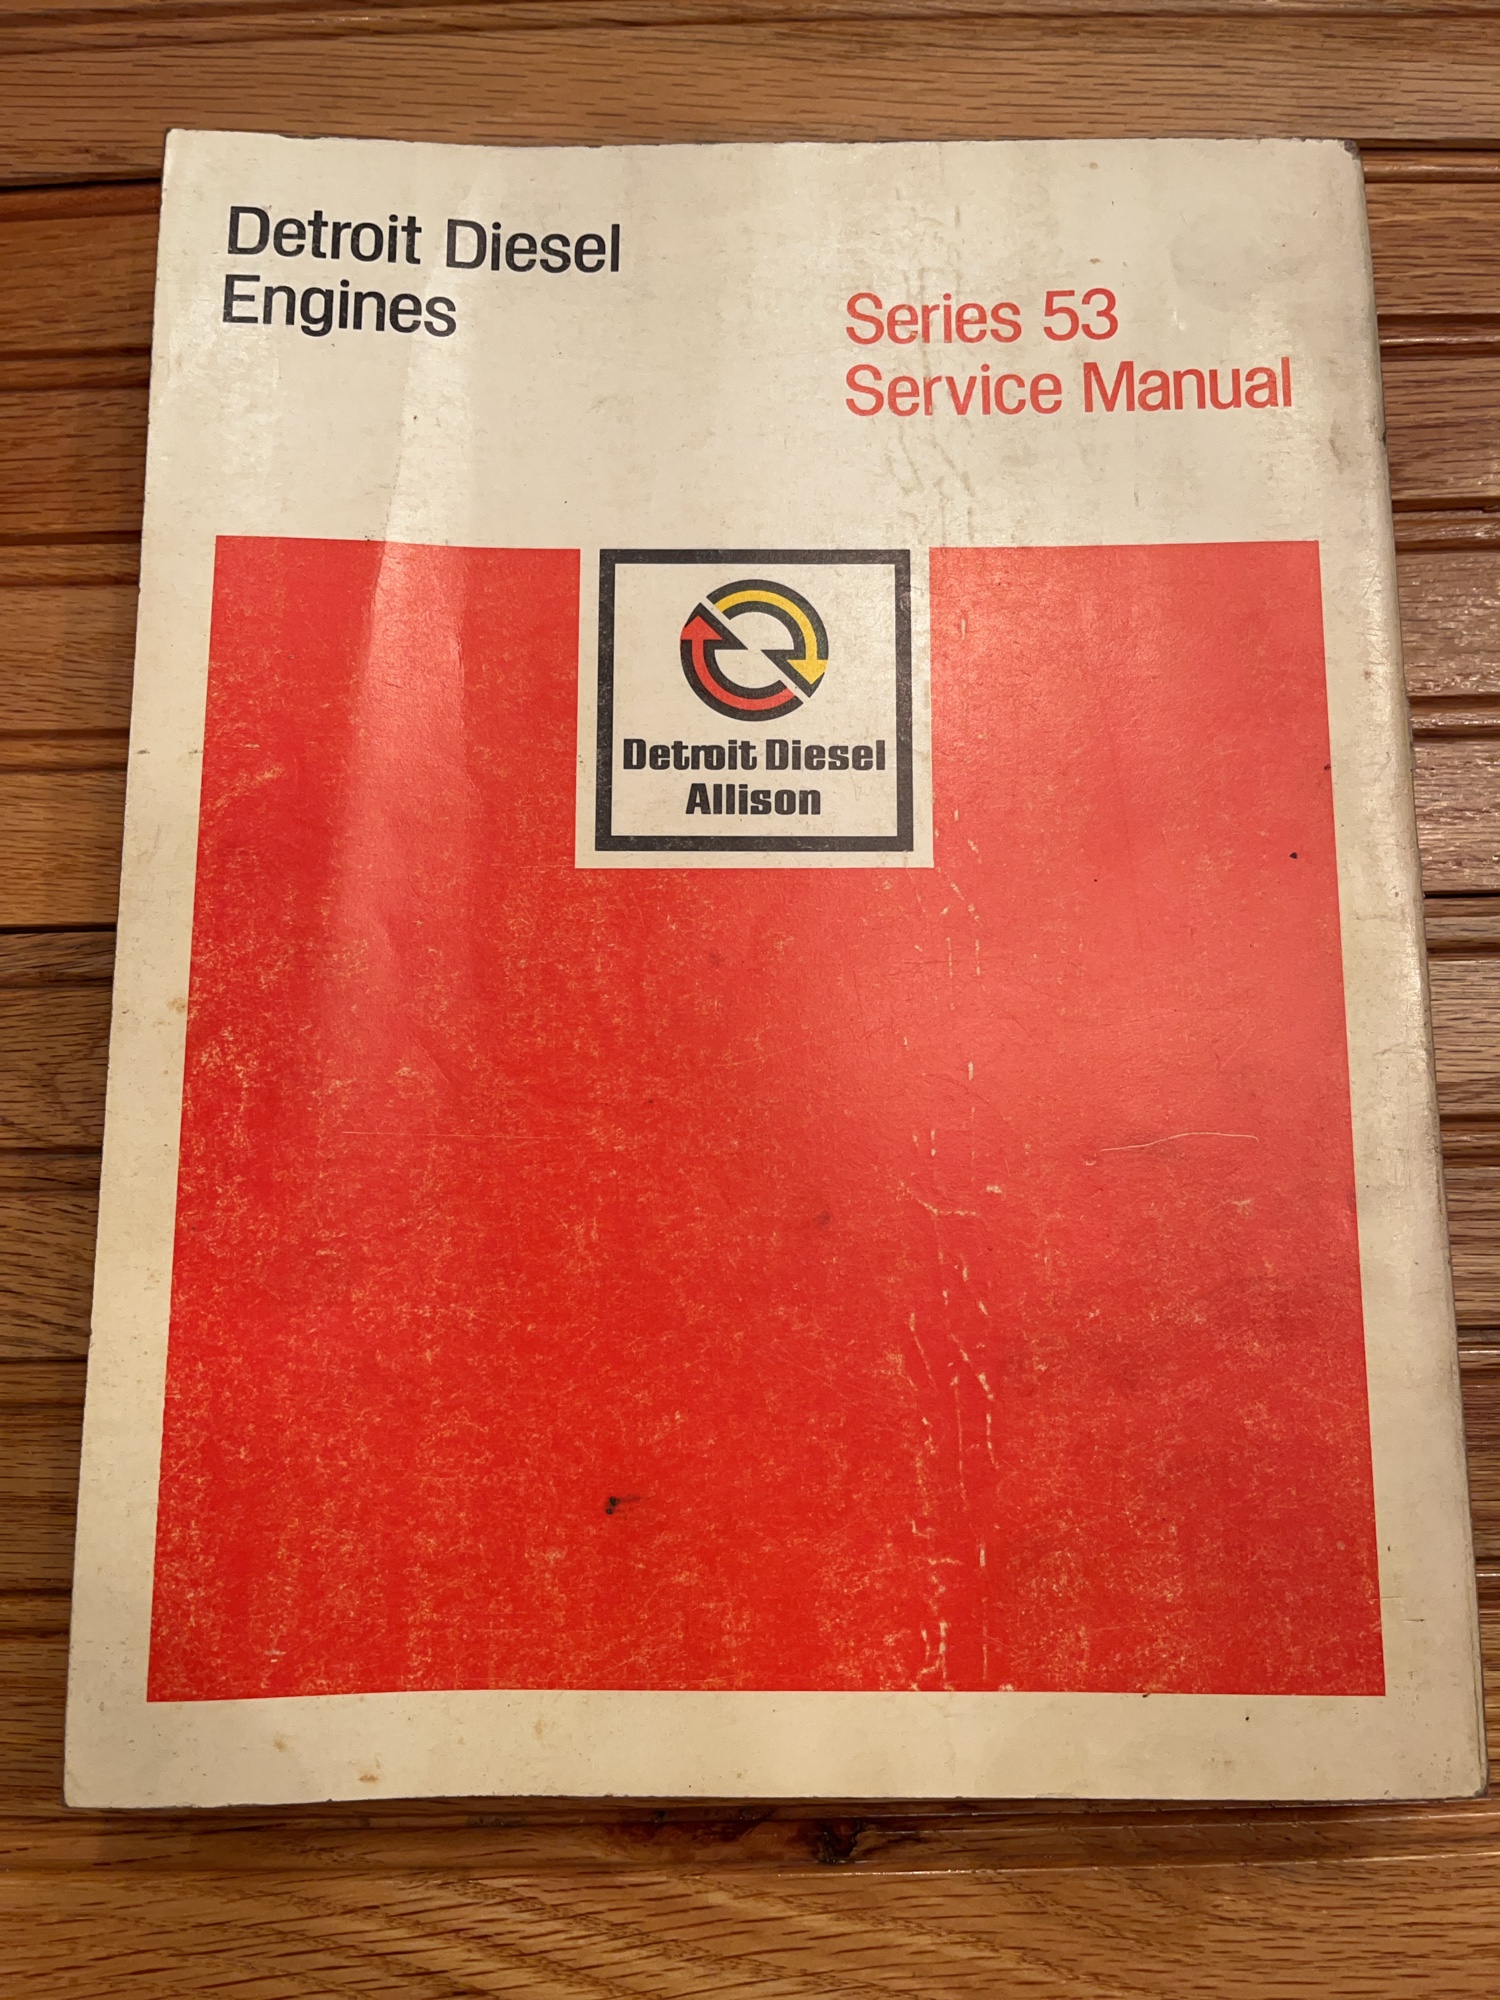 Detroit Diesel
Engines
Series 53
Service Manual
Detroit Diesel
Allison